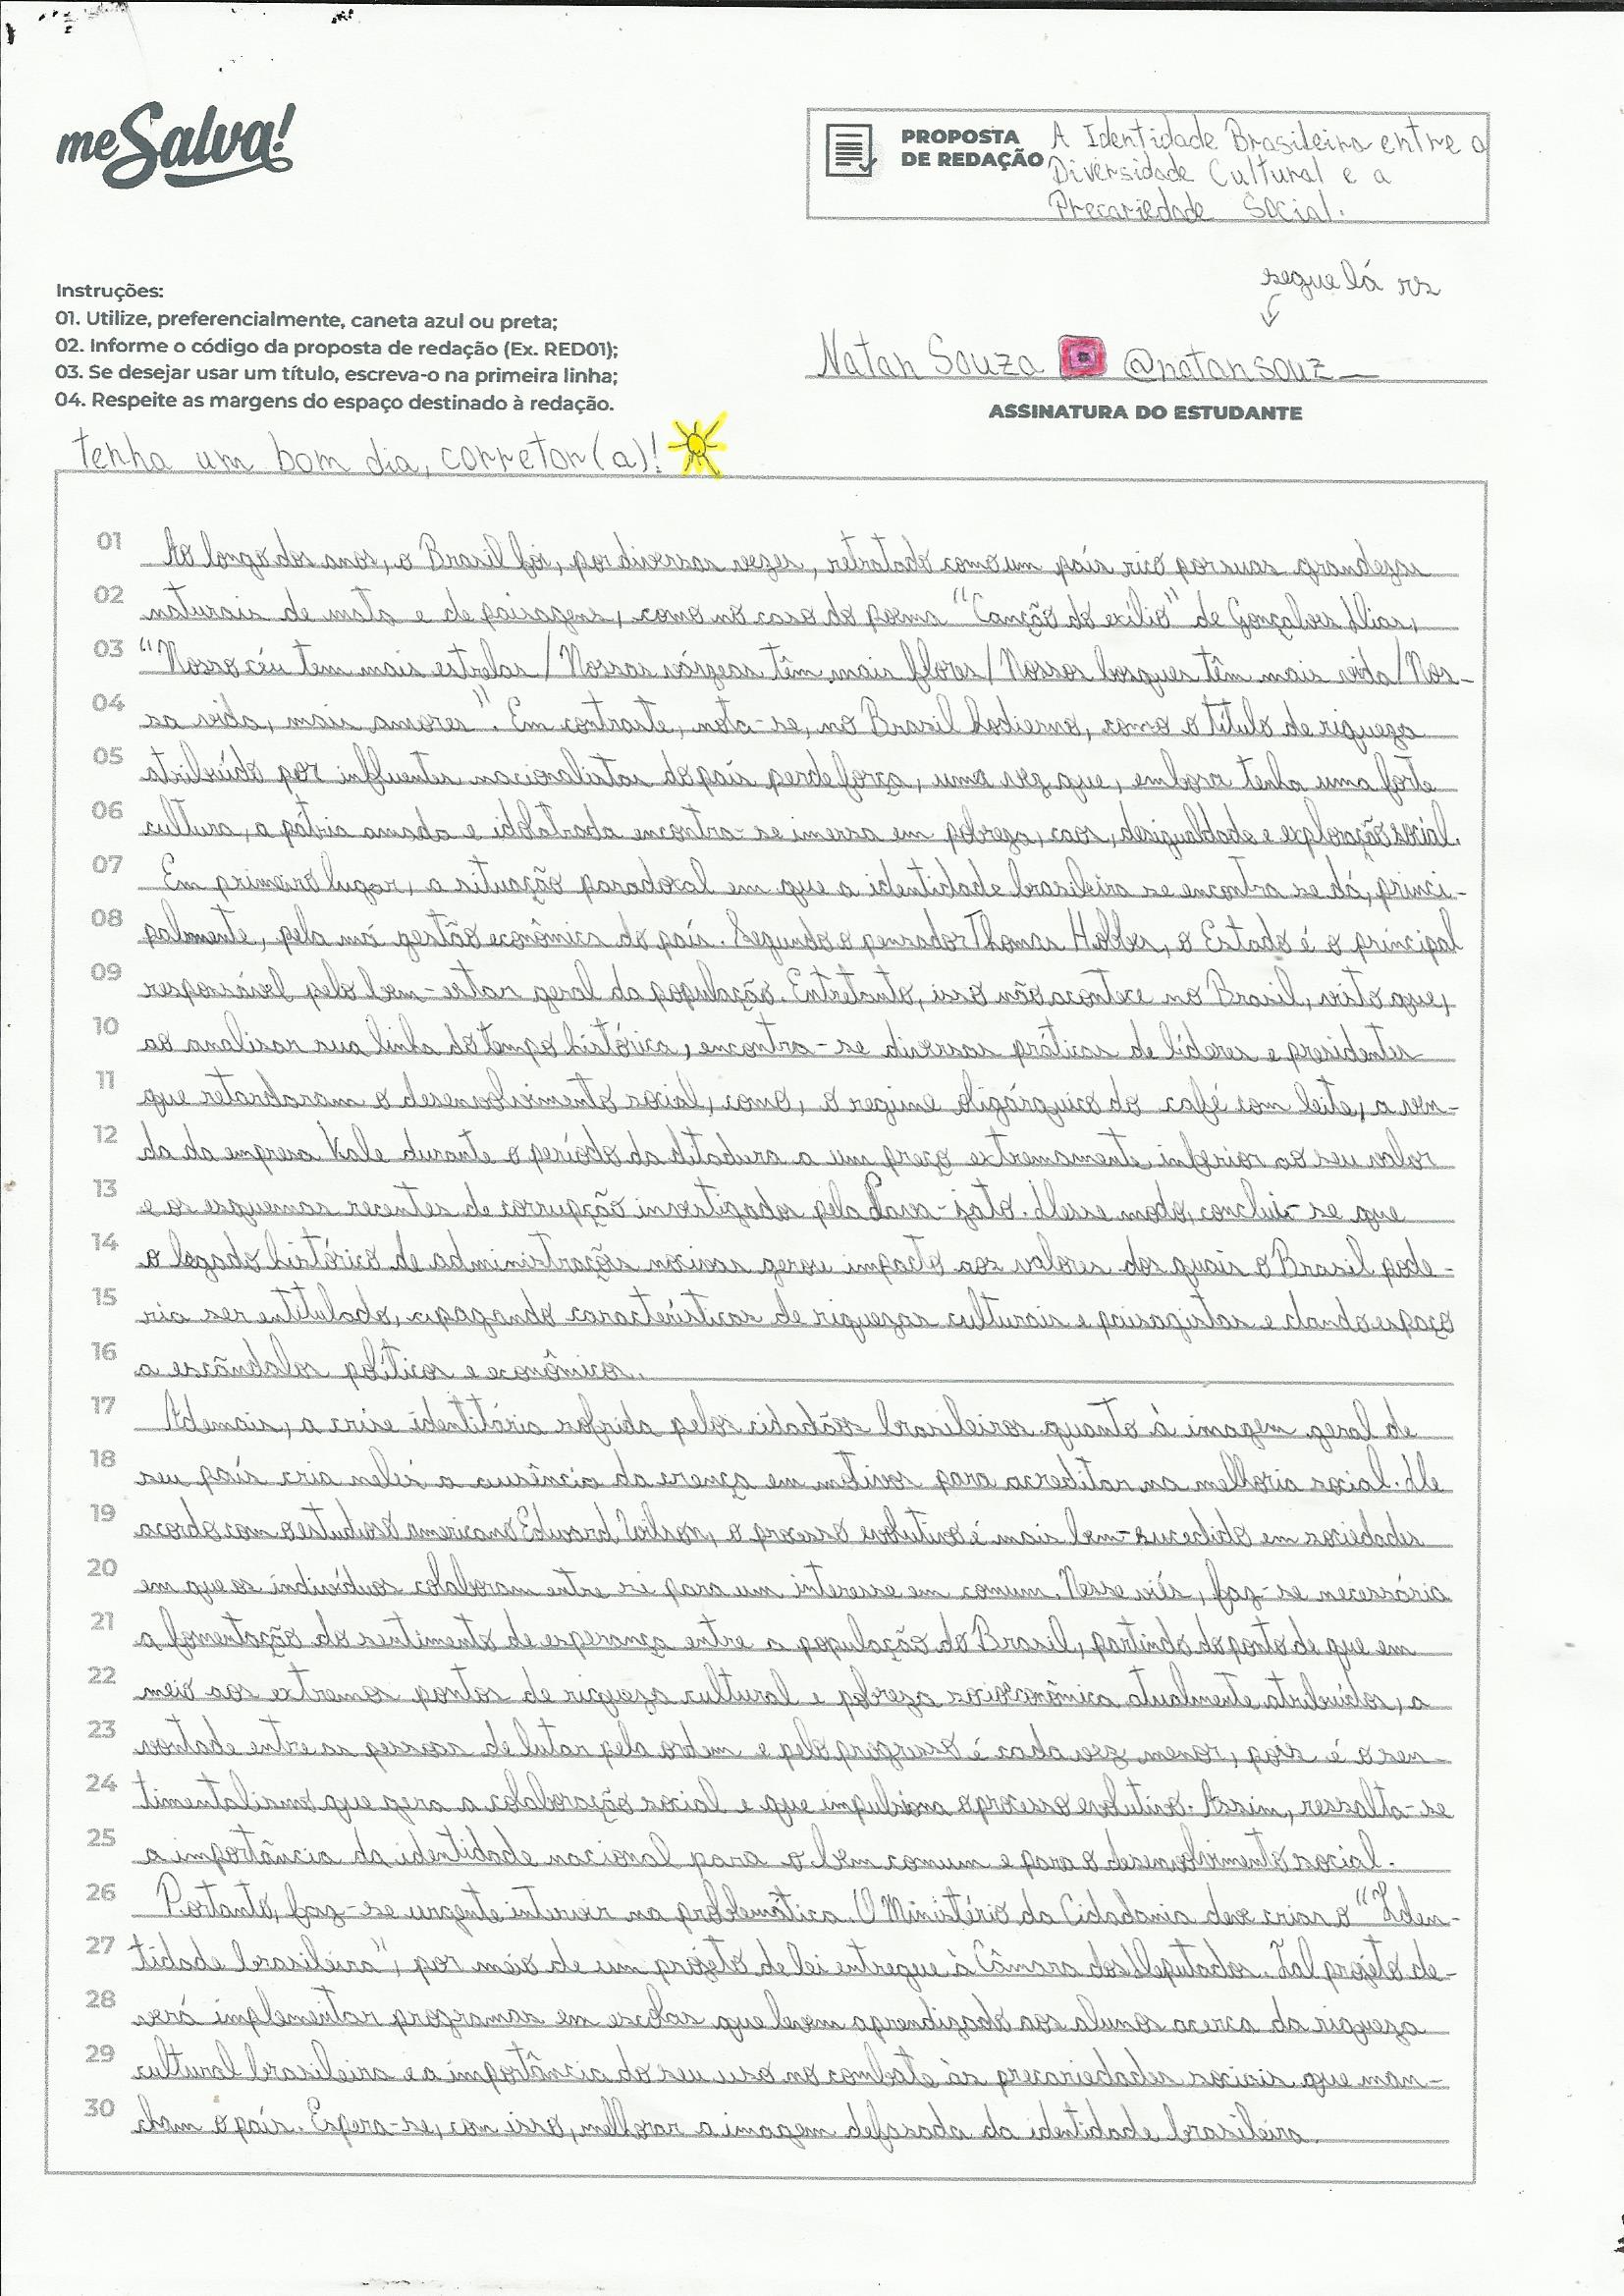 meSalva!
PROPOSTA
DE REDAÇÃO
A Identidade Brasileira entre a
Diversidade Cultural e a
Precariedade Social.
segue lá rs
Instruções:
01. Utilize, preferencialmente, caneta azul ou preta;
02. Informe o código da proposta de redação (Ex. RED01);
03. Se desejar usar um título, escreva-o na primeira linha;
04. Respeite as margens do espaço destinado à redação.
Natan Souza @natansouz__
ASSINATURA DO ESTUDANTE
tenha um bom dia, corretor(a)!
01 Ao longo dos anos, o Brasil foi, por diversas vezes, retratado como um país rico por suas grandezas
02 naturais de mata e de paisagens, como no caso do poema "Canção do exílio" de Gonçalves Dias,
03 "Nosso céu tem mais estrelas / Nossas várzeas têm mais flores / Nossos bosques têm mais vida / Nos-
04 sa vida, mais amores". Em contraste, nota-se, no Brasil hodierno, como o título de riqueza
05 atribuído por influentes nacionalistas do país perde força, uma vez que, embora tenha uma forte
06 cultura, a pátria amada e idolatrada encontra-se imersa em pobreza, caos, desigualdade e exploração social.
07 Em primeiro lugar, a situação paradoxal em que a identidade brasileira se encontra se dá, princi-
08 palmente, pela má gestão econômica do país. Segundo o pensador Thomas Hobbes, o Estado é o principal
09 responsável pelo bem-estar geral da população. Entretanto, isso não acontece no Brasil, visto que,
10 ao analisar sua linha do tempo histórica, encontra-se diversas práticas de líderes e presidentes
11 que retardaram o desenvolvimento social, como, o regime oligárquico do café com leite, a ven-
12 da da empresa Vale durante o período da ditadura a um preço extremamente inferior ao seu valor
13 e os esquemas recentes de corrupção investigados pela Lava-jato. Desse modo, conclui-se que
14 o legado histórico de administrações nocivas gerou impacto aos valores dos quais o Brasil pode-
15 ria ser entitulado, apagando características de riquezas culturais e paisagistas e dando espaço
16 a escândalos políticos e econômicos.
17 Ademais, a crise identitária sofrida pelos cidadãos brasileiros quanto à imagem geral de
18 seu país cria neles a ausência da crença em motivos para acreditar na melhoria social. De
19 acordo com o estudioso americano Edward Wilson, o processo evolutivo é mais bem-sucedido em sociedades
20 em que os indivíduos colaboram entre si para um interesse em comum. Nesse viés, faz-se necessária
21 a fomentação do sentimento de esperança entre a população do Brasil, partindo do ponto de que em
22 meio aos extremos pontos de riqueza cultural e pobreza socioeconômica atualmente atribuídos, a
23 vontade entre as pessoas de lutar pela ordem e pelo progresso é cada vez menor, pois é o sen-
24 timentalismo que gera a colaboração social e que impulsiona o processo evolutivo. Assim, ressalta-se
25 a importância da identidade nacional para o bem comum e para o desenvolvimento social.
26 Portanto, faz-se urgente intervir na problemática. O Ministério da Cidadania deve criar o "Iden-
27 tidade brasileira", por meio de um projeto de lei entregue à Câmara dos Deputados. Tal projeto de-
28 verá implementar programas em escolas que levem aprendizado aos alunos acerca da riqueza
29 cultural brasileira e a importância do seu uso no combate às precariedades sociais que man-
30 cham o país. Espera-se, com isso, melhorar a imagem defasada da identidade brasileira.